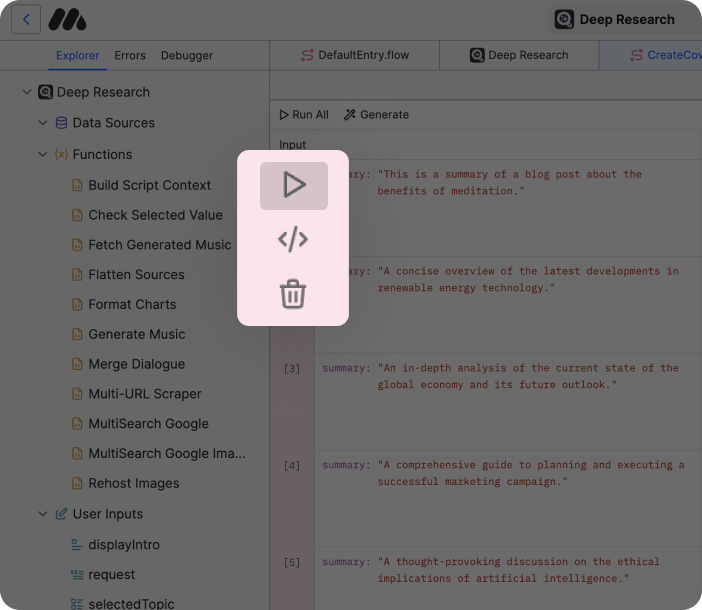 Deep Research
Explorer Errors Debugger
DefaultEntry.flow
Deep Research
CreateCov
Deep Research
Data Sources
Functions
Build Script Context
Check Selected Value
Fetch Generated Music
Flatten Sources
Format Charts
Generate Music
Merge Dialogue
Multi-URL Scraper
MultiSearch Google
MultiSearch Google Ima...
Rehost Images
User Inputs
displayIntro
request
selectedTopic
Run All Generate
Input
ary: "This is a summary of a blog post about the
benefits of meditation."
ary: "A concise overview of the latest developments in
renewable energy technology."
[3] summary: "An in-depth analysis of the current state of the
global economy and its future outlook."
[4] summary: "A comprehensive guide to planning and executing a
successful marketing campaign."
[5] summary: "A thought-provoking discussion on the ethical
implications of artificial intelligence."